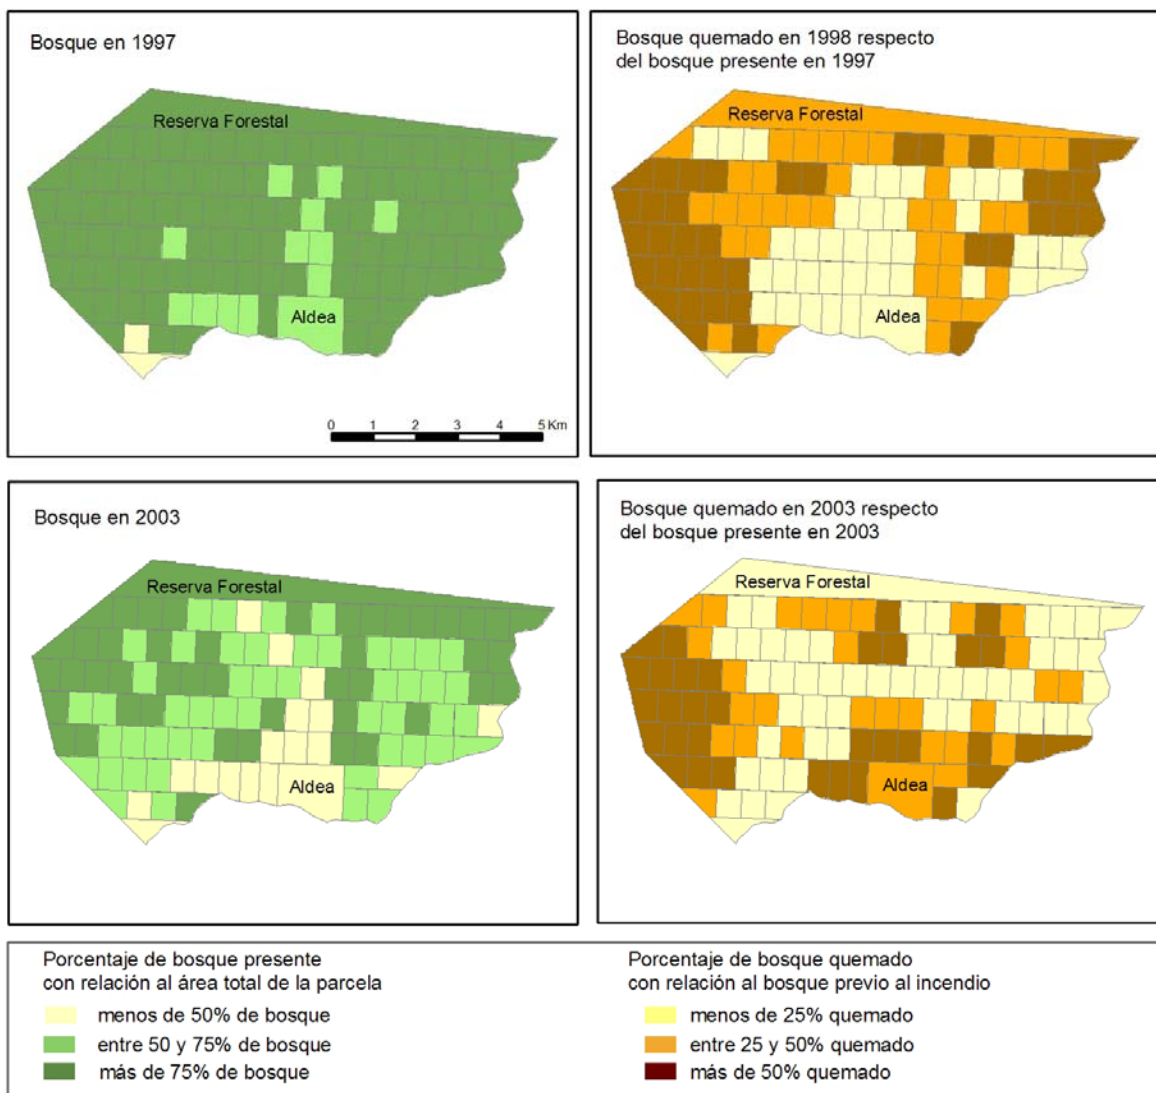 Bosque en 1997
Reserva Forestal
Aldea
0 1 2 3 4 5 Km
Bosque quemado en 1998 respecto
del bosque presente en 1997
Reserva Forestal
Aldea
Bosque en 2003
Reserva Forestal
Aldea
Bosque quemado en 2003 respecto
del bosque presente en 2003
Reserva Forestal
Aldea
Porcentaje de bosque presente
con relación al área total de la parcela
menos de 50% de bosque
entre 50 y 75% de bosque
más de 75% de bosque
Porcentaje de bosque quemado
con relación al bosque previo al incendio
menos de 25% quemado
entre 25 y 50% quemado
más de 50% quemado